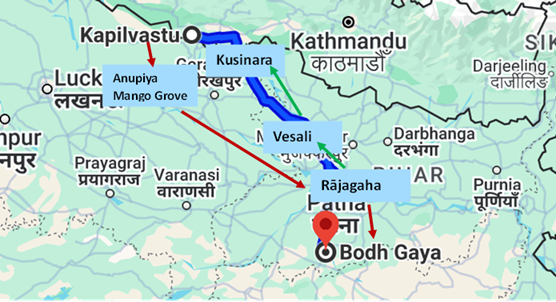 Kapilvastu
Kusinara
Kathmandu
काठमाडौँ
SIK
Anupiya
Mango Grove
Luck
Gora
रखपुर
Darjeeling
दार्जीलिंग
npur
नपुर
Vesali
Darbhanga
दरभंगा
Prayagraj
प्रयागराज
Varanasi
वाराणसी
Rājagaha
BIHAR
Patna
Purnia
पूर्णियाँ
Bodh Gaya